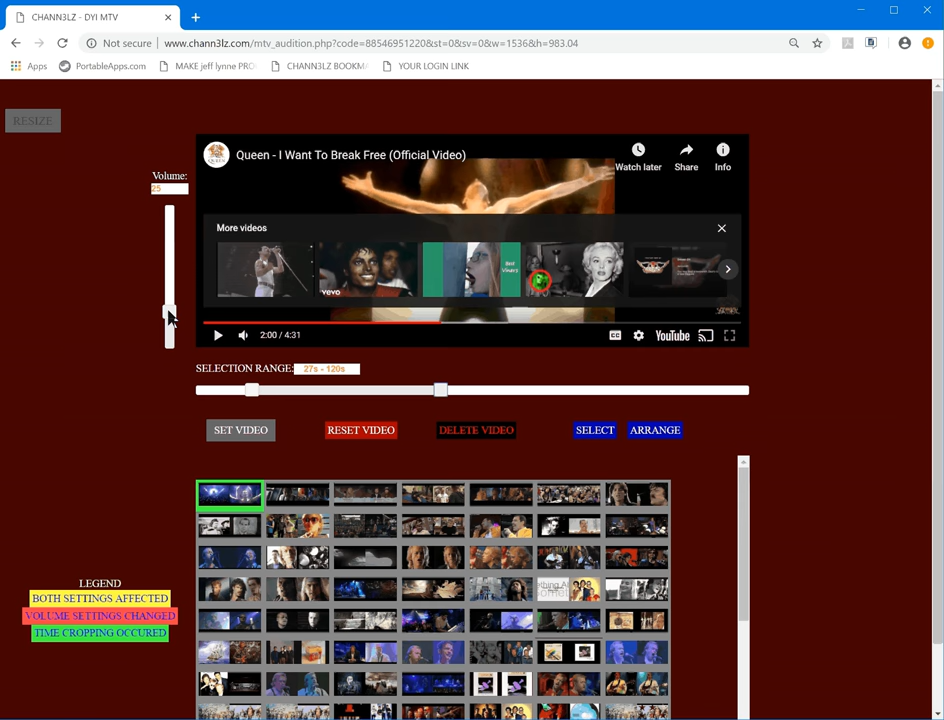 CHANN3LZ - DYI MTV
Not secure
www.chann3lz.com/mtv_audition.php?code=88546951220&st=0&sv=0&w=1536&h=983.04
Apps
PortableApps.com
MAKE jeff lynne PRO
CHANN3LZ BOOKMA
YOUR LOGIN LINK
RESIZE
Queen - I Want To Break Free (Official Video)
Watch later
Share
Info
Volume:
25
More videos
Best
vevo
2:00 / 4:31
CC
YouTube
SELECTION RANGE:
27s - 120s
SET VIDEO
RESET VIDEO
DELETE VIDEO
SELECT
ARRANGE
LEGEND
BOTH SETTINGS AFFECTED
VOLUME SETTINGS CHANGED
TIME CROPPING OCCURED